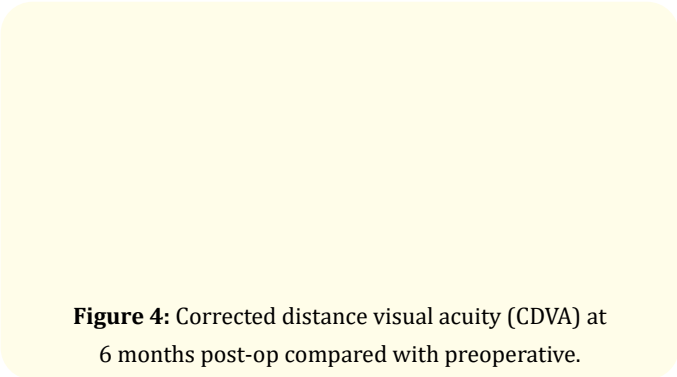 Figure 4: Corrected distance visual acuity (CDVA) at
6 months post-op compared with preoperative.